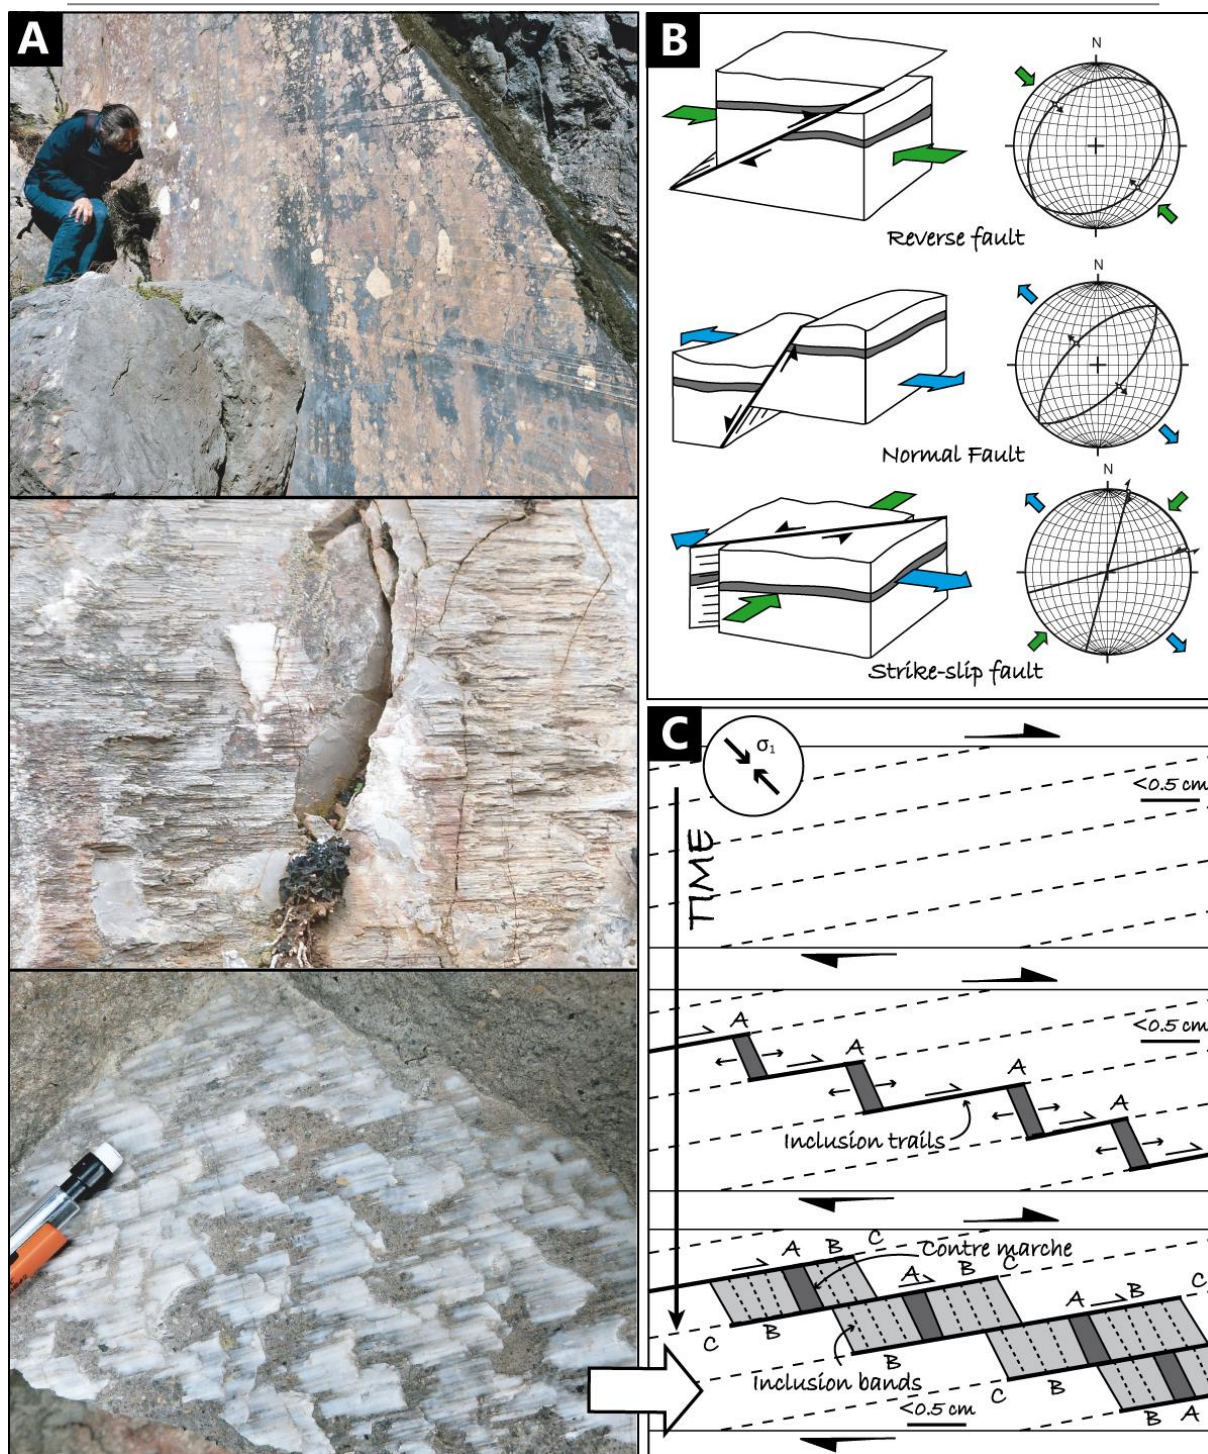 A
B
N
Reverse fault
N
Normal Fault
N
Strike-slip fault
C
σ1
<0.5 cm
TIME
<0.5 cm
A
A
A
A
Inclusion trails
A
B
C
Contre marche
A
B
C
A
B
C
C
B
B
C
B
B
A
Inclusion bands
<0.5 cm